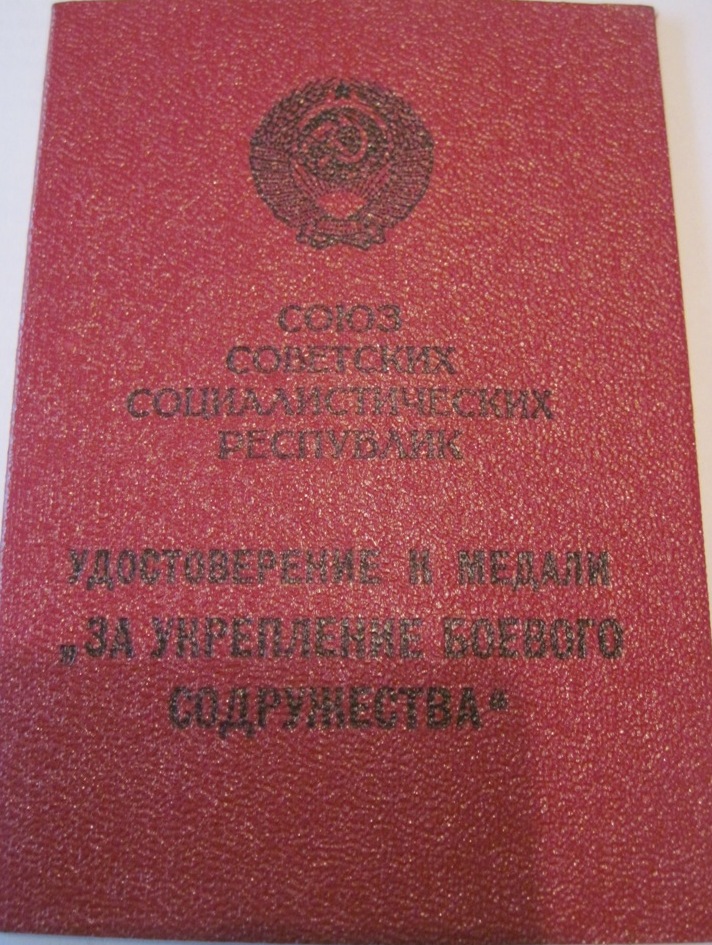 СОЮЗ
СОВЕТСКИХ
СОЦИАЛИСТИЧЕСКИХ
РЕСПУБЛИК
УДОСТОВЕРЕНИЕ К МЕДАЛИ
„ЗА УКРЕПЛЕНИЕ БОЕВОГО
СОДРУЖЕСТВА“